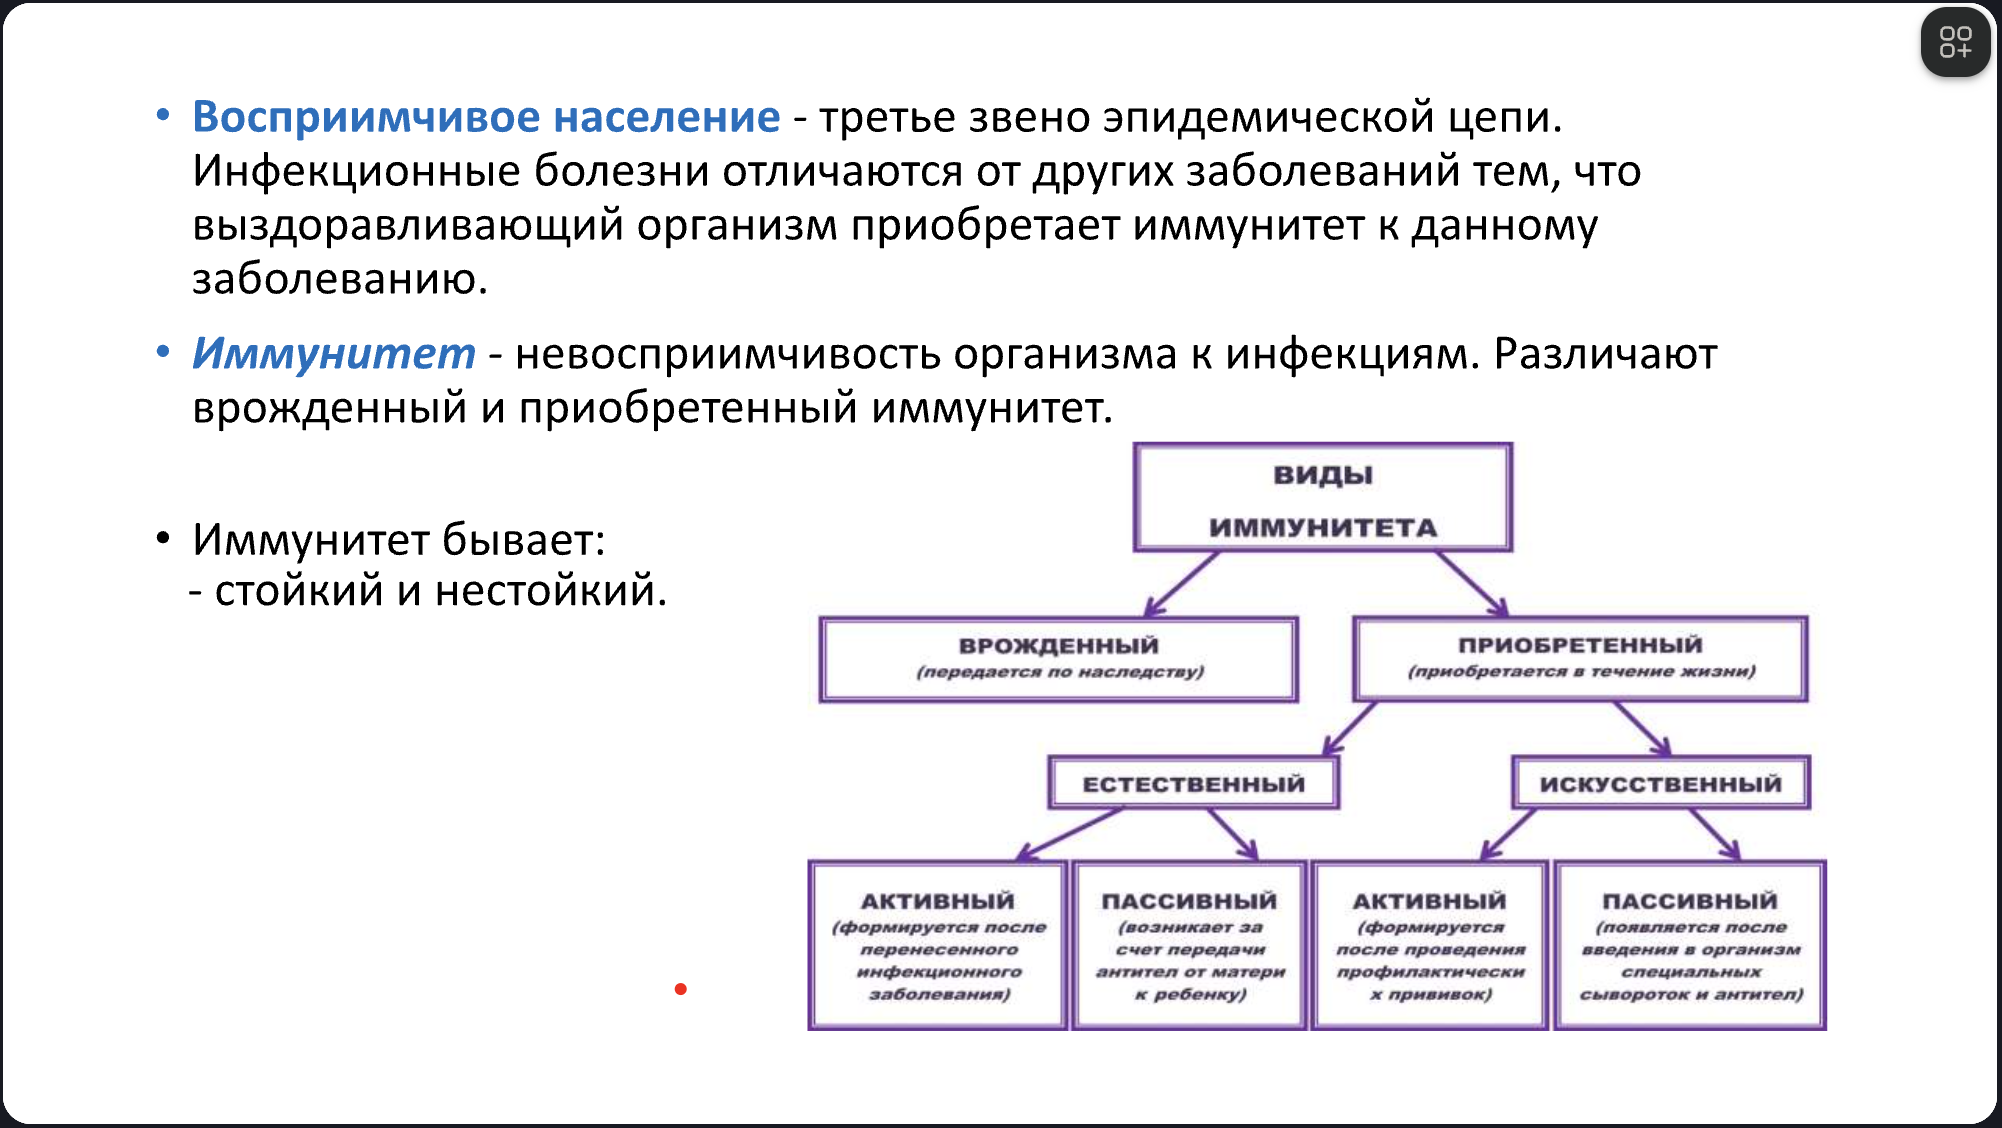 • Восприимчивое население - третье звено эпидемической цепи.
Инфекционные болезни отличаются от других заболеваний тем, что
выздоравливающий организм приобретает иммунитет к данному
заболеванию.
• Иммунитет - невосприимчивость организма к инфекциям. Различают
врожденный и приобретенный иммунитет.
• Иммунитет бывает:
- стойкий и нестойкий.
ВИДЫ
ИММУНИТЕТА
ВРОЖДЕННЫЙ
(передается по наследству)
ПРИОБРЕТЕННЫЙ
(приобретается в течение жизни)
ЕСТЕСТВЕННЫЙ
ИСКУССТВЕННЫЙ
АКТИВНЫЙ
(формируется после
перенесенного
инфекционного
заболевания)
ПАССИВНЫЙ
(возникает за
счет передачи
антител от матери
к ребенку)
АКТИВНЫЙ
(формируется
после проведения
профилактически
х прививок)
ПАССИВНЫЙ
(появляется после
введения в организм
специальных
сывороток и антител)